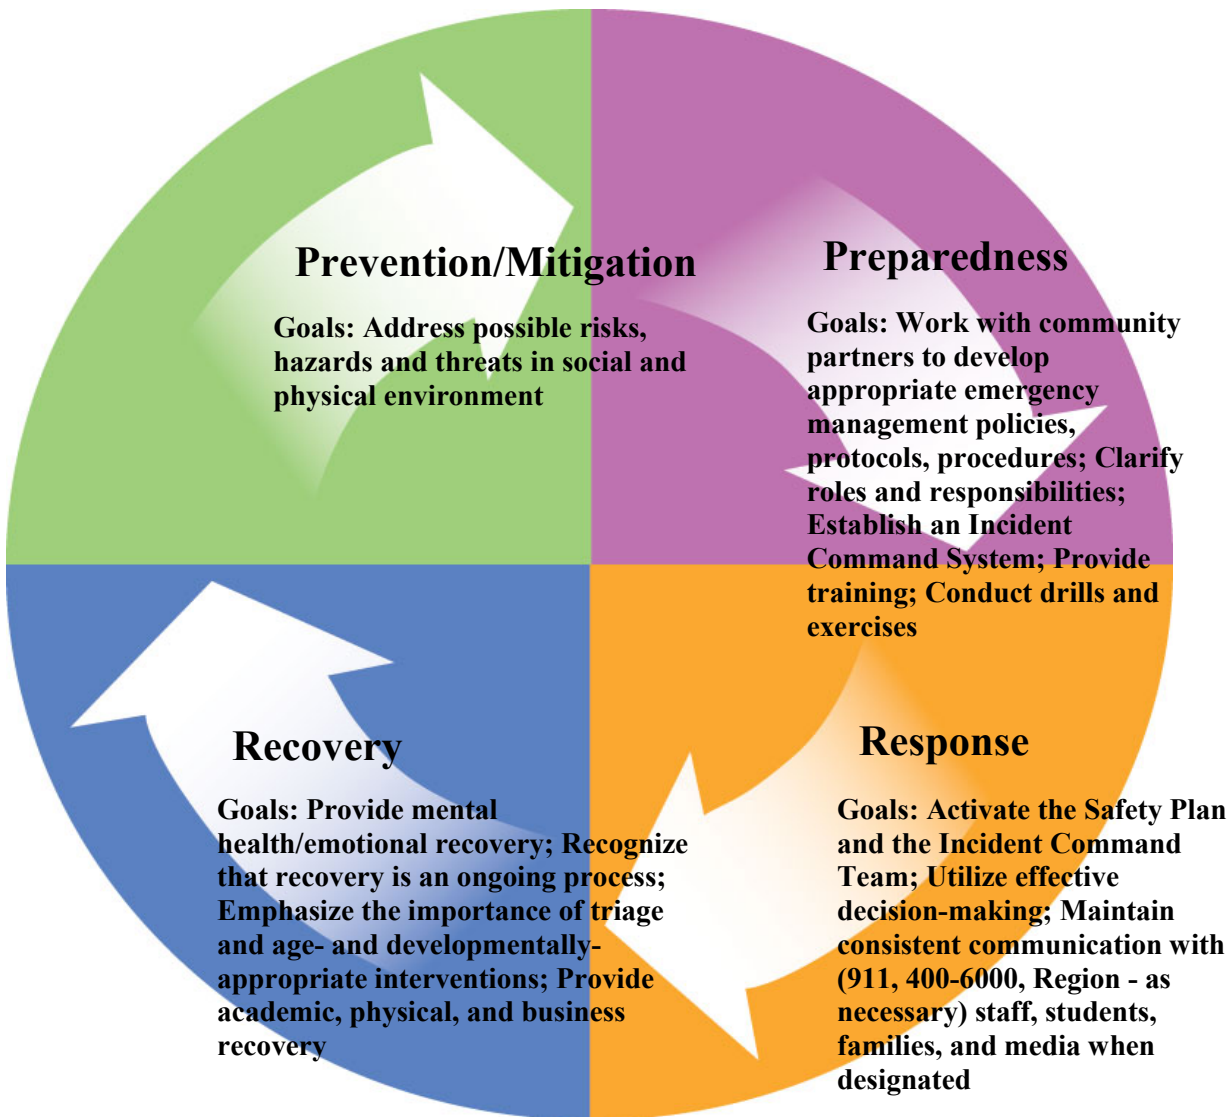 Prevention/Mitigation
Goals: Address possible risks,
hazards and threats in social and
physical environment
Preparedness
Goals: Work with community
partners to develop
appropriate emergency
management policies,
protocols, procedures; Clarify
roles and responsibilities;
Establish an Incident
Command System; Provide
training; Conduct drills and
exercises
Recovery
Goals: Provide mental
health/emotional recovery; Recognize
that recovery is an ongoing process;
Emphasize the importance of triage
and age- and developmentally-
appropriate interventions; Provide
academic, physical, and business
recovery
Response
Goals: Activate the Safety Plan
and the Incident Command
Team; Utilize effective
decision-making; Maintain
consistent communication with
(911, 400-6000, Region - as
necessary) staff, students,
families, and media when
designated